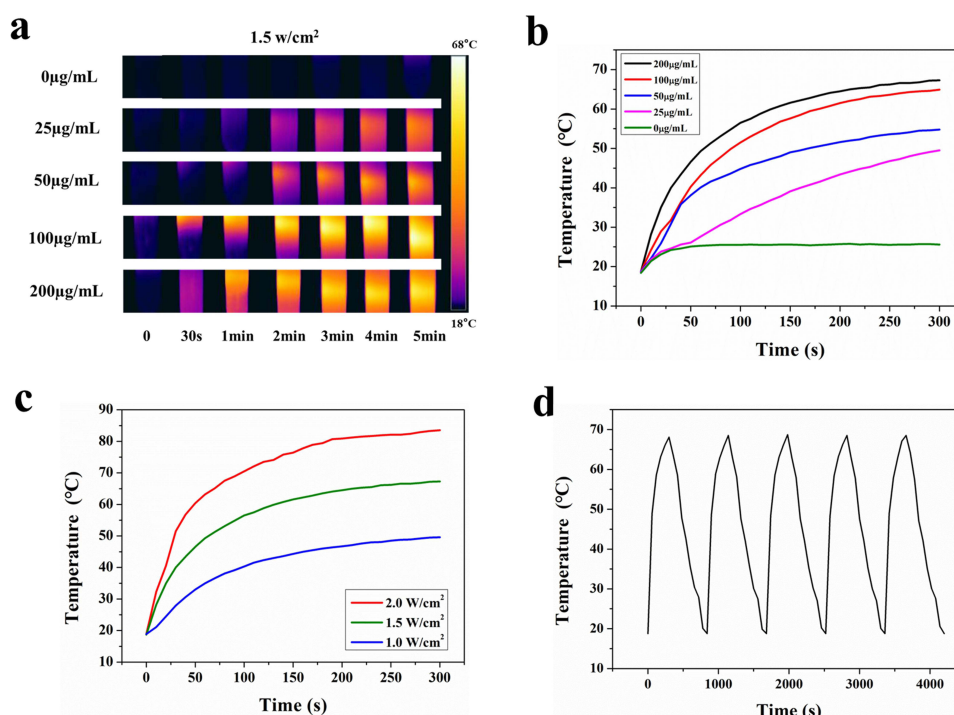 a
1.5 w/cm²
68°C
0μg/mL
25μg/mL
50μg/mL
100μg/mL
200μg/mL
18°C
0 30s 1min 2min 3min 4min 5min
b
Temperature (°C)
70
60
50
40
30
20
10
200μg/mL
100μg/mL
50μg/mL
25μg/mL
0μg/mL
0 50 100 150 200 250 300
Time (s)
c
Temperature (°C)
90
80
70
60
50
40
30
20
10
2.0 W/cm²
1.5 W/cm²
1.0 W/cm²
0 50 100 150 200 250 300
Time (s)
d
Temperature (°C)
70
60
50
40
30
20
10
0 1000 2000 3000 4000
Time (s)